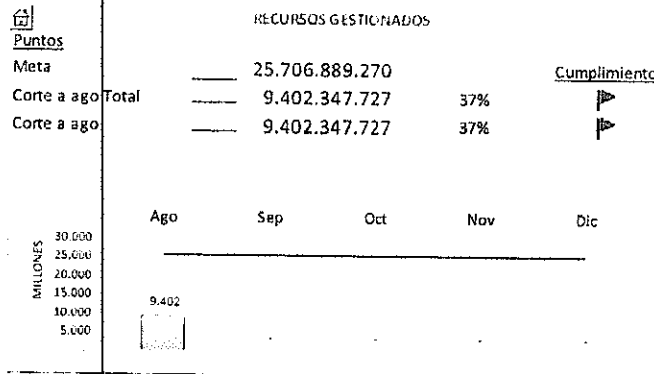 RECURSOS GESTIONADOS
Puntos
Meta 25.706.889.270 Cumplimiento
Corte a ago Total 9.402.347.727 37%
Corte a ago 9.402.347.727 37%
Ago Sep Oct Nov Dic
MILLONES
30.000
25.000
20.000
15.000
10.000
5.000
9.402